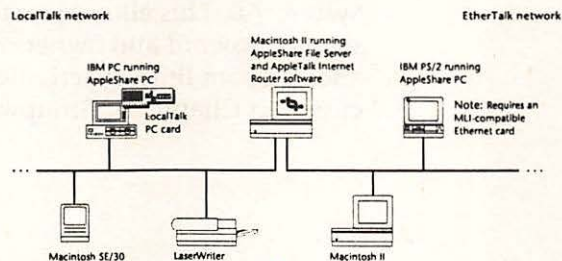 LocalTalk network
EtherTalk network
IBM PC running
AppleShare PC
LocalTalk
PC card
Macintosh II running
AppleShare File Server
and AppleTalk Internet
Router software
IBM PS/2 running
AppleShare PC
Note: Requires an
MLI-compatible
Ethernet card
...
...
Macintosh SE/30
LaserWriter
Macintosh II